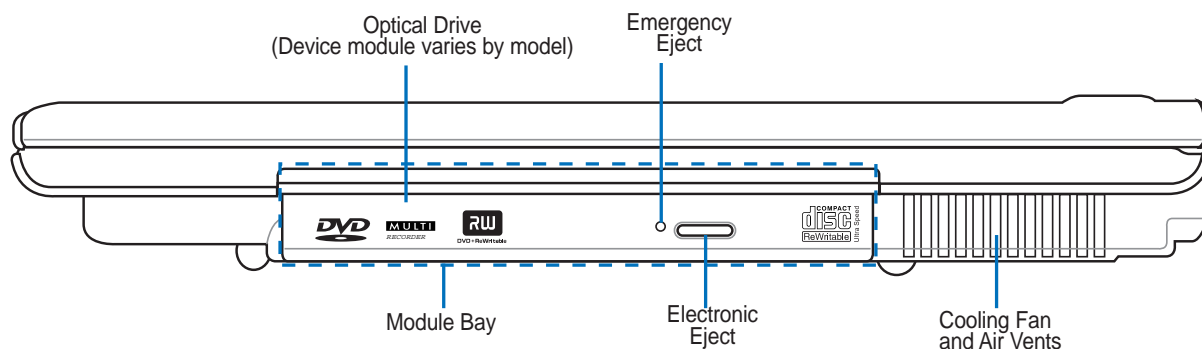 Optical Drive
(Device module varies by model)
Emergency
Eject
DVD
MULTI
RECORDER
RW
DVD+ReWritable
COMPACT
disc
ReWritable
Ultra Speed
Module Bay
Electronic
Eject
Cooling Fan
and Air Vents